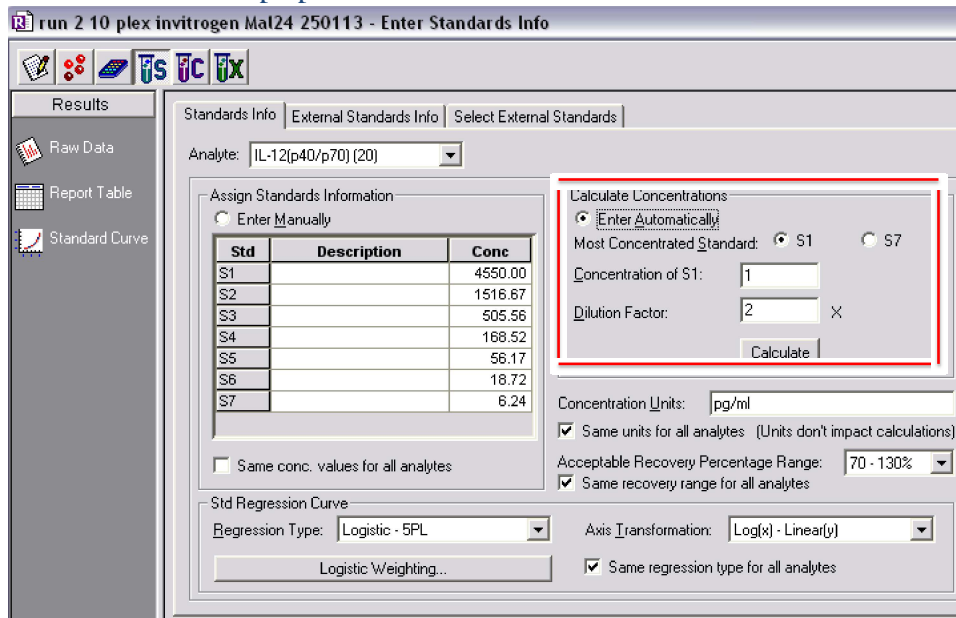 run 2 10 plex invitrogen Mal24 250113 - Enter Standards Info
S C X
Results
Raw Data
Report Table
Standard Curve
Standards Info External Standards Info Select External Standards
Analyte: IL-12(p40/p70) (20)
Assign Standards Information
Enter Manually
Std Description Conc
S1 4550.00
S2 1516.67
S3 505.56
S4 168.52
S5 56.17
S6 18.72
S7 6.24
Same conc. values for all analytes
Calculate Concentrations
Enter Automatically
Most Concentrated Standard: S1 S7
Concentration of S1: 1
Dilution Factor: 2 X
Calculate
Concentration Units: pg/ml
Same units for all analytes (Units don't impact calculations)
Acceptable Recovery Percentage Range: 70 - 130%
Same recovery range for all analytes
Std Regression Curve
Regression Type: Logistic - 5PL
Axis Transformation: Log(x) - Linear(y)
Logistic Weighting...
Same regression type for all analytes